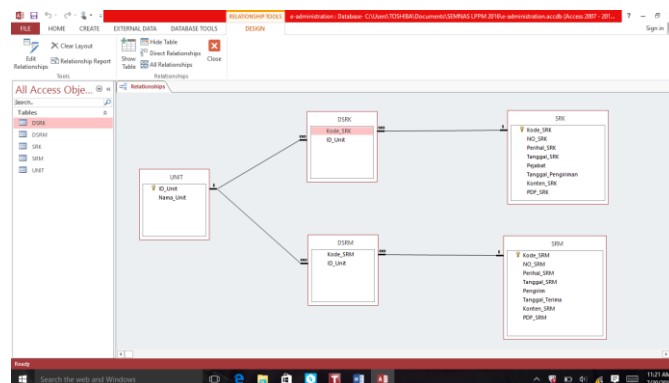 RELATIONSHIP TOOLS
e-administration : Database- C:\Users\TOSHIBA\Documents\SEMNAS LPPM 2016\e-administration.accdb (Access 2007 - 201...
Sign in
FILE
HOME
CREATE
EXTERNAL DATA
DATABASE TOOLS
DESIGN
Edit Relationships
Clear Layout
Relationship Report
Tools
Show Table
Hide Table
Direct Relationships
All Relationships
Relationships
Close
All Access Obje...
Search...
Tables
DSRK
DSRM
SRK
SRM
UNIT
Relationships
UNIT
ID_Unit
Nama_Unit
DSRK
Kode_SRK
ID_Unit
SRK
Kode_SRK
NO_SRK
Perihal_SRK
Tanggal_SRK
Pejabat
Tanggal_Pengiriman
Konten_SRK
PDF_SRK
DSRM
Kode_SRM
ID_Unit
SRM
Kode_SRM
NO_SRM
Perihal_SRM
Tanggal_SRM
Pengirim
Tanggal_Terima
Konten_SRM
PDF_SRM
Ready
Search the web and Windows
11:21 AM